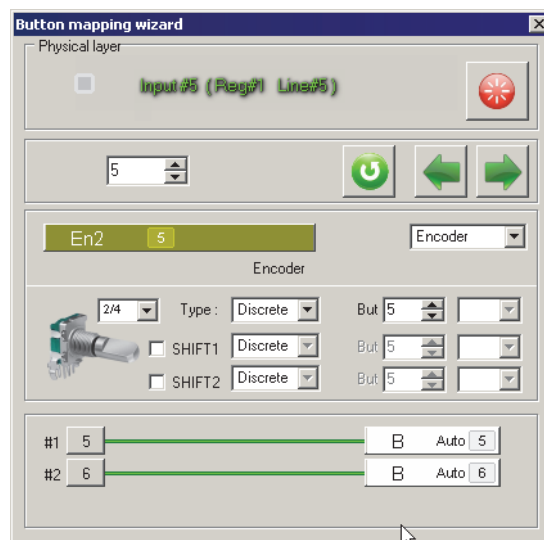 Button mapping wizard
Physical layer
Input #5 (Reg#1 Line#5)
5
En2 5
Encoder
Encoder
2/4 Type : Discrete But 5
SHIFT1 Discrete But 5
SHIFT2 Discrete But 5
#1 5 B Auto 5
#2 6 B Auto 6